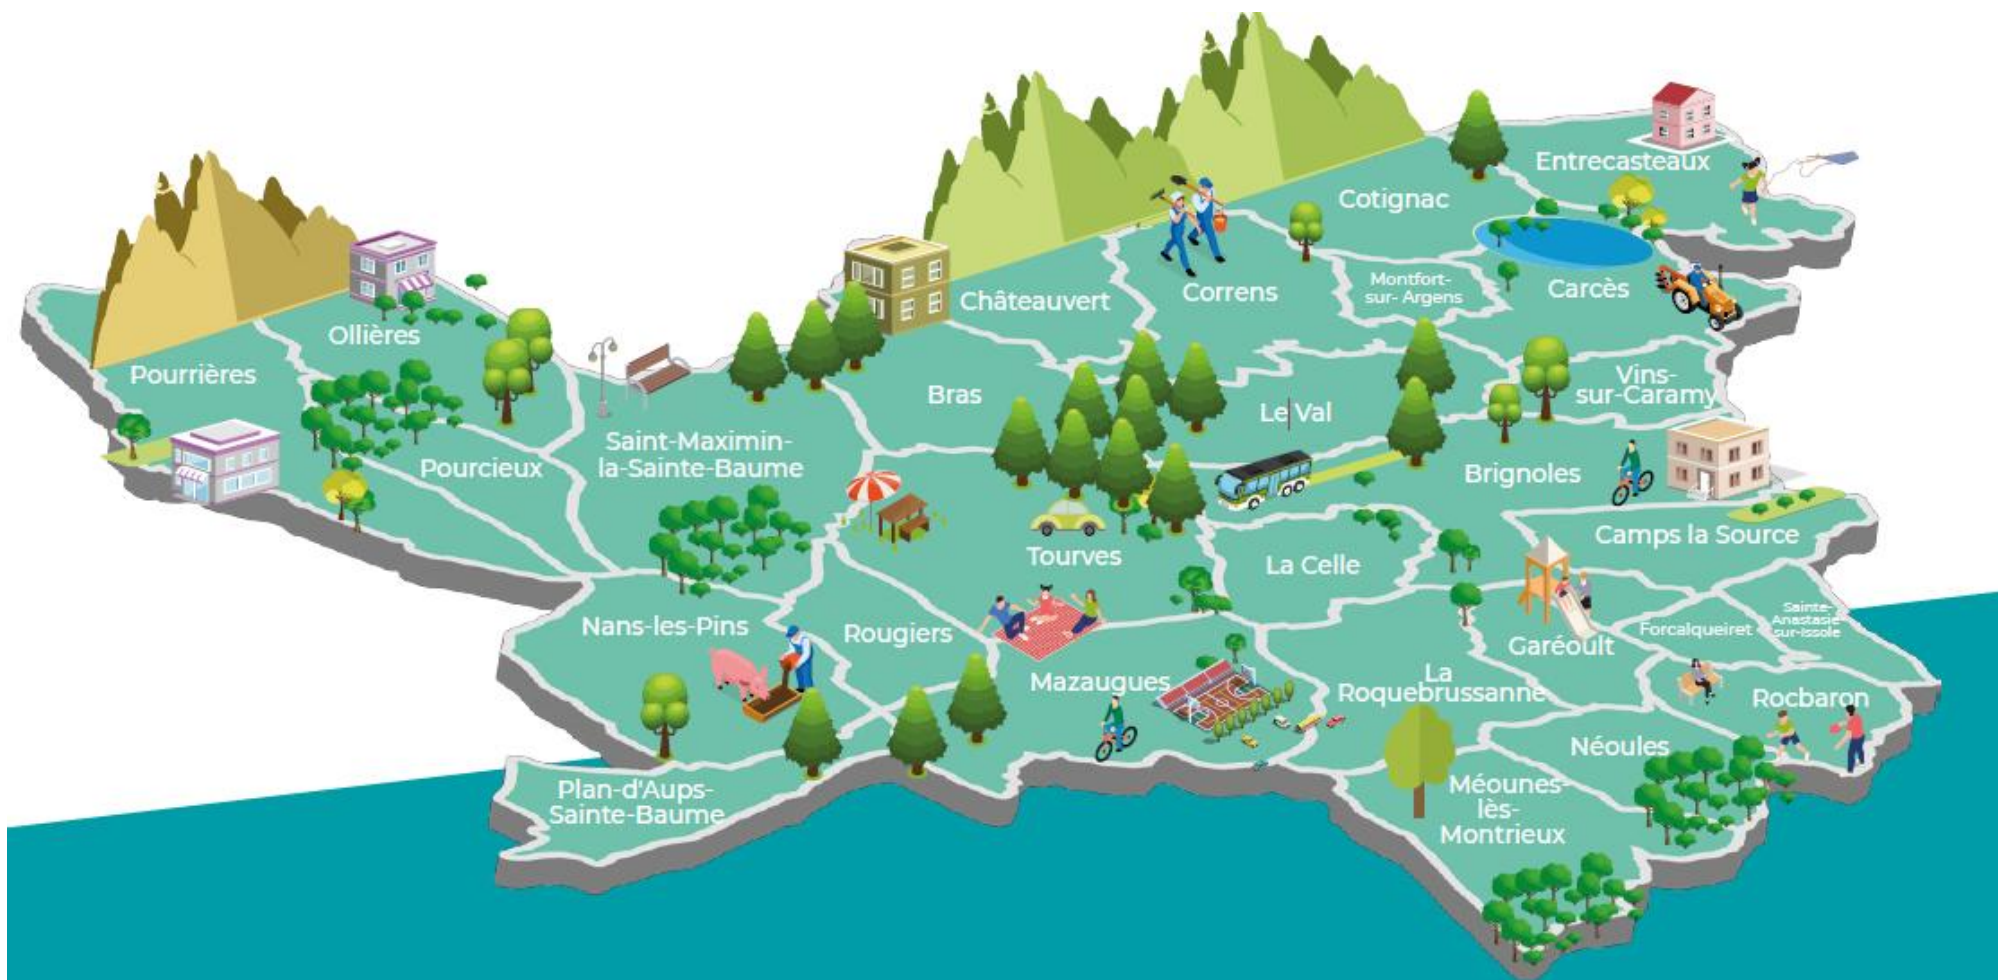 Entrecasteaux
Cotignac
Montfort-
sur- Argens
Carcès
Correns
Châteauvert
Ollières
Pourrières
Bras
Vins-
sur-Caramy
Le Val
Saint-Maximin-
la-Sainte-Baume
Pourcieux
Brignoles
Camps la Source
Tourves
La Celle
Nans-les-Pins
Rougiers
Garéoult
Forcalqueiret
Sainte-
Anastasie-
sur-Issole
Mazaugues
La
Roquebrussanne
Rocbaron
Néoules
Plan-d'Aups-
Sainte-Baume
Méounes-
lès-
Montrieux